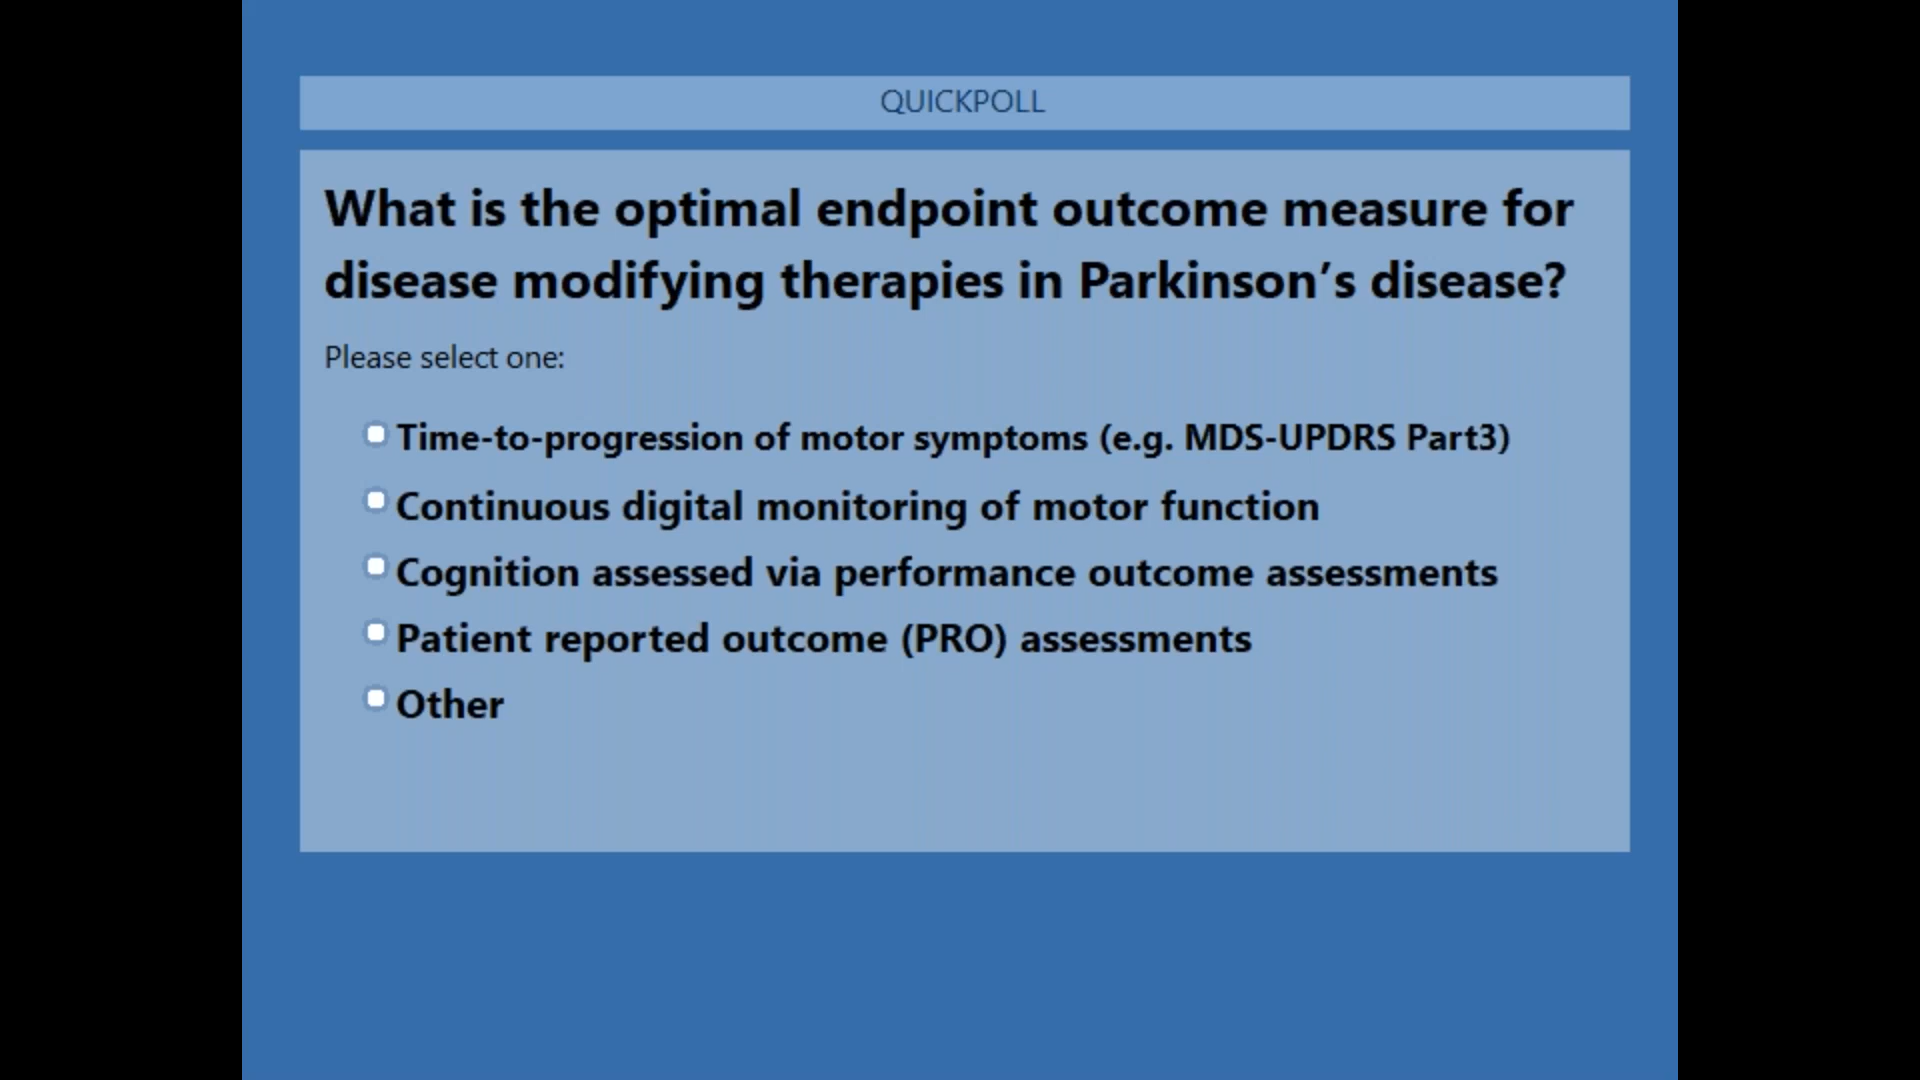 QUICKPOLL
What is the optimal endpoint outcome measure for
disease modifying therapies in Parkinson’s disease?
Please select one:
Time-to-progression of motor symptoms (e.g. MDS-UPDRS Part3)
Continuous digital monitoring of motor function
Cognition assessed via performance outcome assessments
Patient reported outcome (PRO) assessments
Other